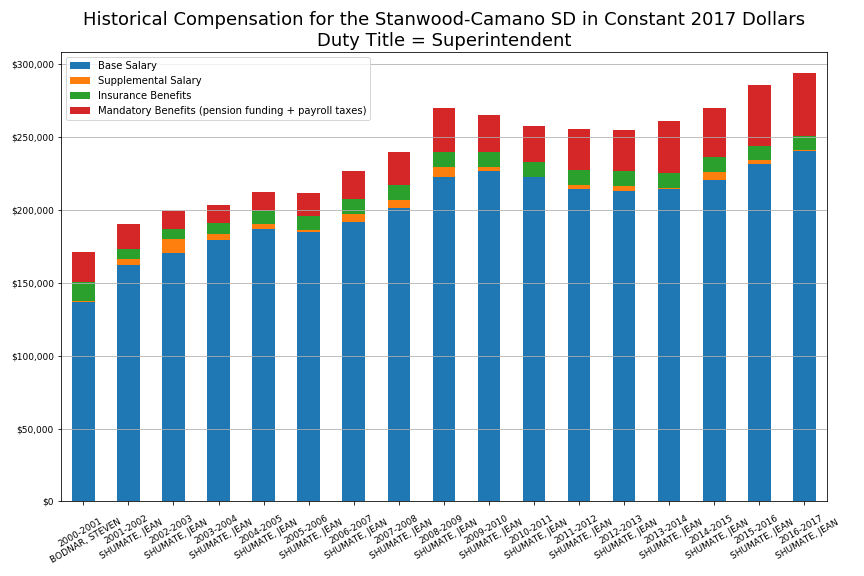 Historical Compensation for the Stanwood-Camano SD in Constant 2017 Dollars
Duty Title = Superintendent
$300,000
$250,000
$200,000
$150,000
$100,000
$50,000
$0
Base Salary
Supplemental Salary
Insurance Benefits
Mandatory Benefits (pension funding + payroll taxes)
2000-2001
BODNAR, STEVEN
2001-2002
SHUMATE, JEAN
2002-2003
SHUMATE, JEAN
2003-2004
SHUMATE, JEAN
2004-2005
SHUMATE, JEAN
2005-2006
SHUMATE, JEAN
2006-2007
SHUMATE, JEAN
2007-2008
SHUMATE, JEAN
2008-2009
SHUMATE, JEAN
2009-2010
SHUMATE, JEAN
2010-2011
SHUMATE, JEAN
2011-2012
SHUMATE, JEAN
2012-2013
SHUMATE, JEAN
2013-2014
SHUMATE, JEAN
2014-2015
SHUMATE, JEAN
2015-2016
SHUMATE, JEAN
2016-2017
SHUMATE, JEAN